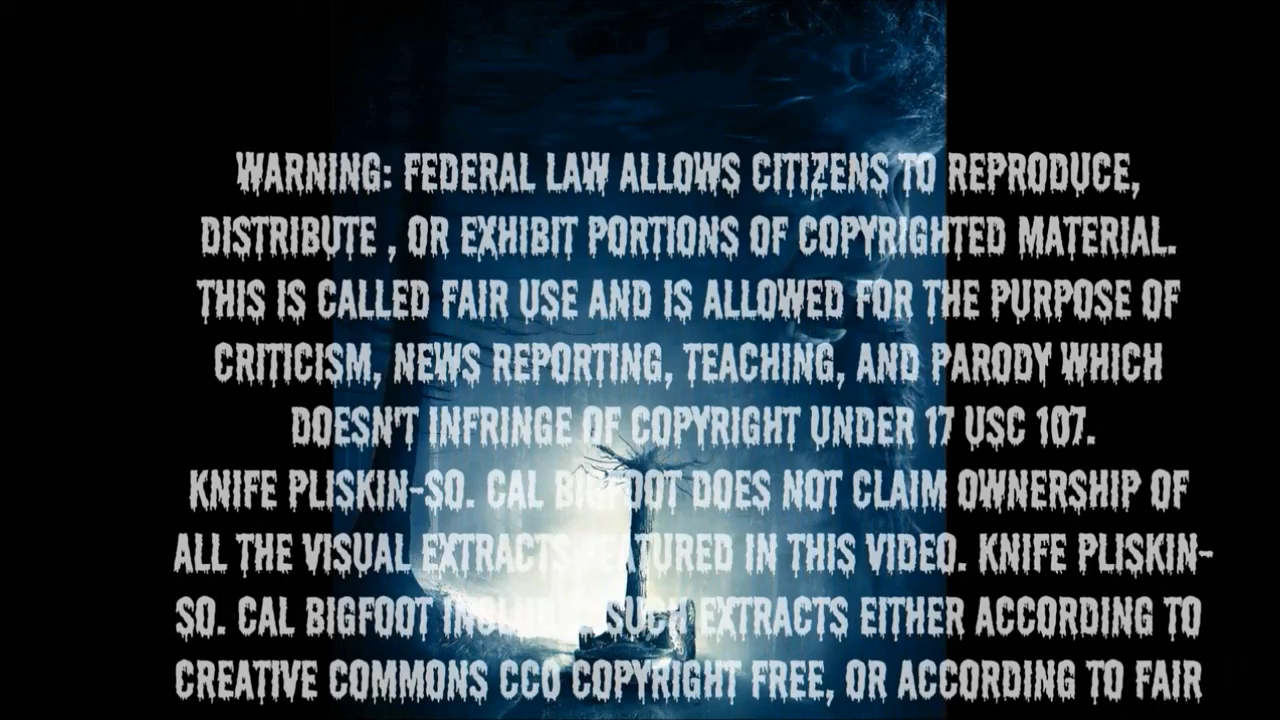 WARNING: FEDERAL LAW ALLOWS CITIZENS TO REPRODUCE,
DISTRIBUTE , OR EXHIBIT PORTIONS OF COPYRIGHTED MATERIAL.
THIS IS CALLED FAIR USE AND IS ALLOWED FOR THE PURPOSE OF
CRITICISM, NEWS REPORTING, TEACHING, AND PARODY WHICH
DOESN'T INFRINGE OF COPYRIGHT UNDER 17 USC 107.
KNIFE PLISKIN-SO. CAL BIGFOOT DOES NOT CLAIM OWNERSHIP OF
ALL THE VISUAL EXTRACTS FEATURED IN THIS VIDEO. KNIFE PLISKIN-
SO. CAL BIGFOOT SUCH EXTRACTS EITHER ACCORDING TO
CREATIVE COMMONS CCO COPYRIGHT FREE, OR ACCORDING TO FAIR